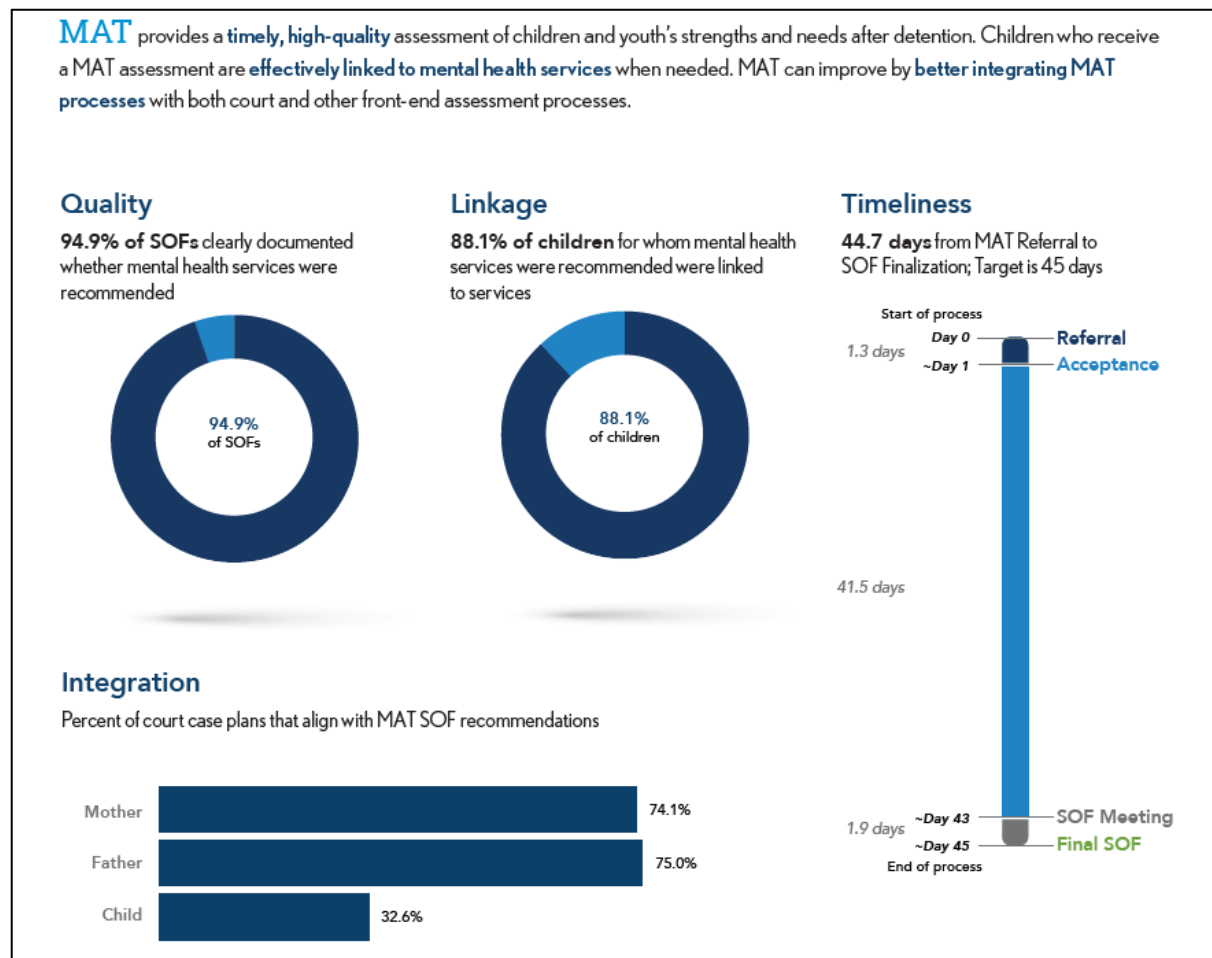 MAT provides a timely, high-quality assessment of children and youth's strengths and needs after detention. Children who receive
a MAT assessment are effectively linked to mental health services when needed. MAT can improve by better integrating MAT
processes with both court and other front-end assessment processes.
Quality
94.9% of SOFs clearly documented
whether mental health services were
recommended
94.9%
of SOFs
Linkage
88.1% of children for whom mental health
services were recommended were linked
to services
88.1%
of children
Timeliness
44.7 days from MAT Referral to
SOF Finalization; Target is 45 days
Start of process
Day 0 Referral
1.3 days
~Day 1 Acceptance
41.5 days
~Day 43 SOF Meeting
1.9 days
~Day 45 Final SOF
End of process
Integration
Percent of court case plans that align with MAT SOF recommendations
Mother 74.1%
Father 75.0%
Child 32.6%